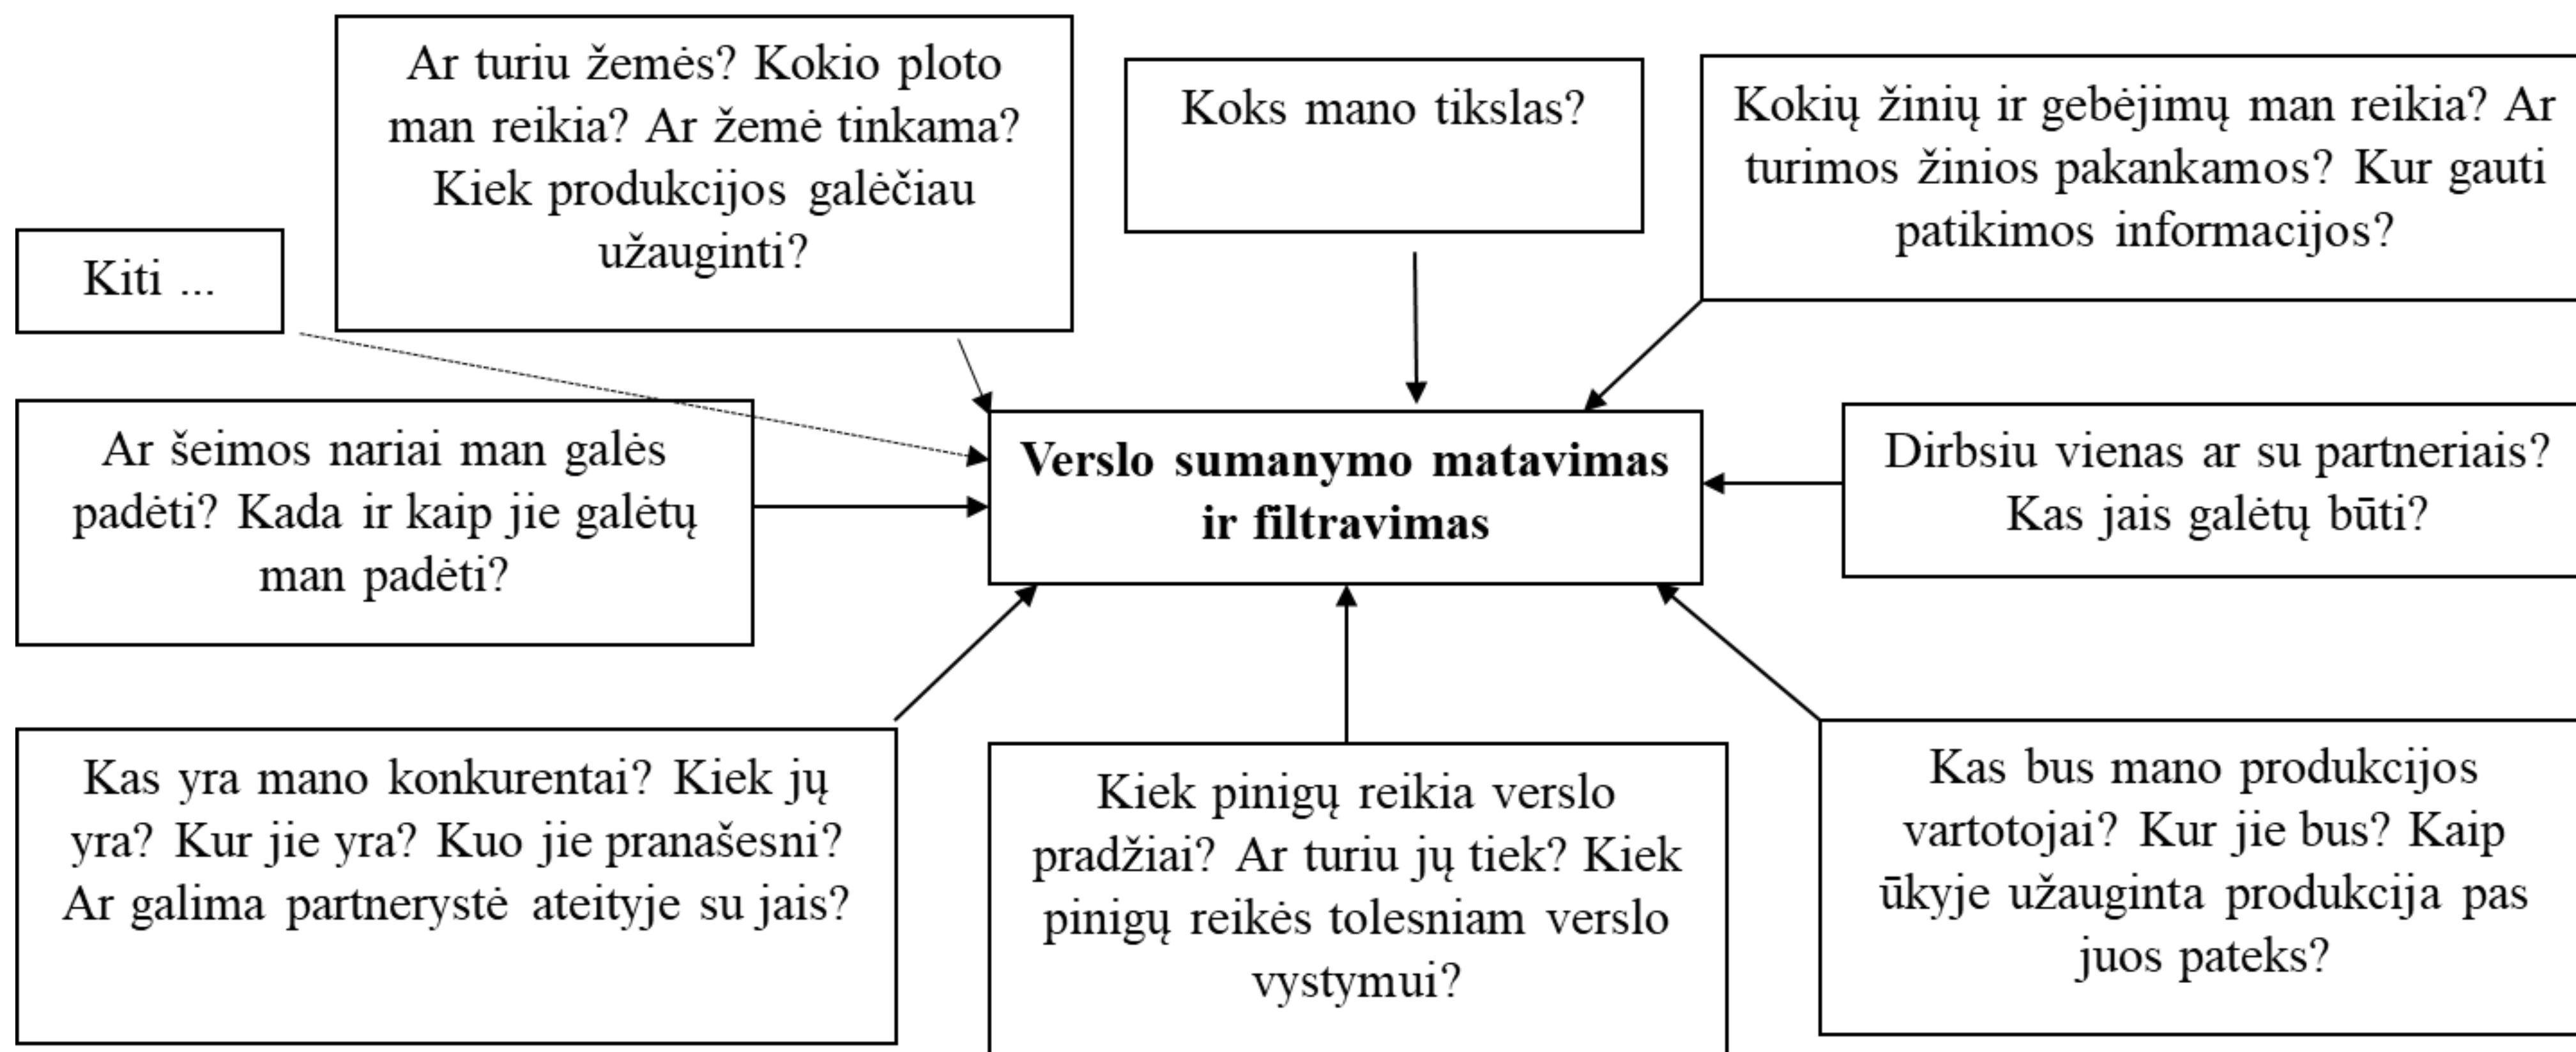 Ar turiu žemės? Kokio ploto
man reikia? Ar žemė tinkama?
Kiek produkcijos galėčiau
užauginti?
Koks mano tikslas?
Kokių žinių ir gebėjimų man reikia? Ar
turimos žinios pakankamos? Kur gauti
patikimos informacijos?
Kiti ...
Ar šeimos nariai man galės
padėti? Kada ir kaip jie galėtų
man padėti?
Verslo sumanymo matavimas
ir filtravimas
Dirbsiu vienas ar su partneriais?
Kas jais galėtų būti?
Kas yra mano konkurentai? Kiek jų
yra? Kur jie yra? Kuo jie pranašesni?
Ar galima partnerystė ateityje su jais?
Kiek pinigų reikia verslo
pradžiai? Ar turiu jų tiek? Kiek
pinigų reikės tolesniam verslo
vystymui?
Kas bus mano produkcijos
vartotojai? Kur jie bus? Kaip
ūkyje užauginta produkcija pas
juos pateks?